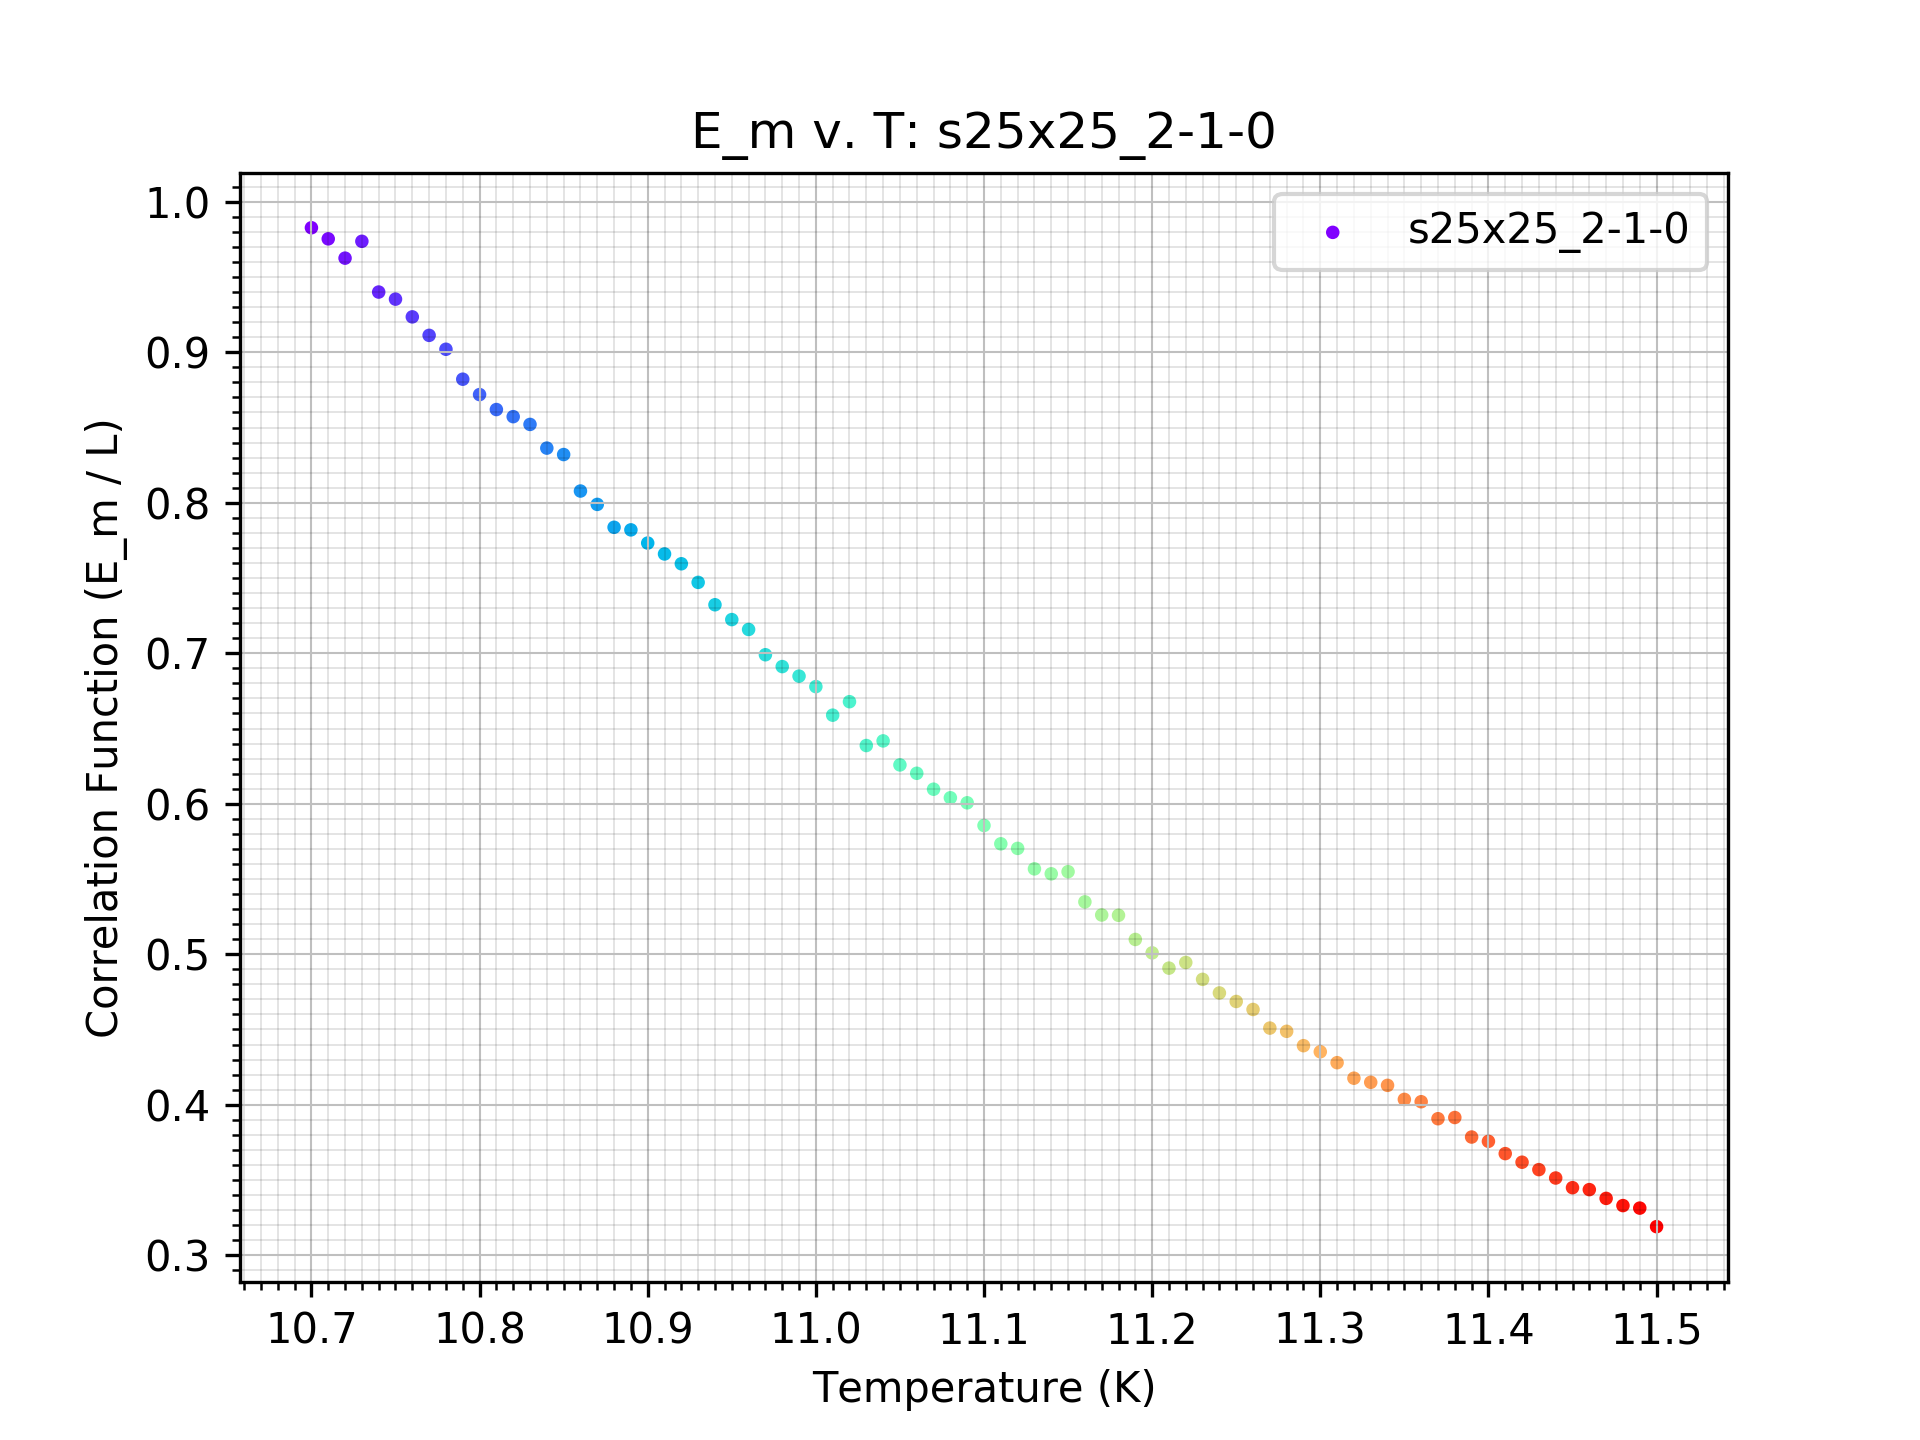 E_m v. T: s25x25_2-1-0
s25x25_2-1-0
Correlation Function (E_m / L)
1.0
0.9
0.8
0.7
0.6
0.5
0.4
0.3
10.7 10.8 10.9 11.0 11.1 11.2 11.3 11.4 11.5
Temperature (K)